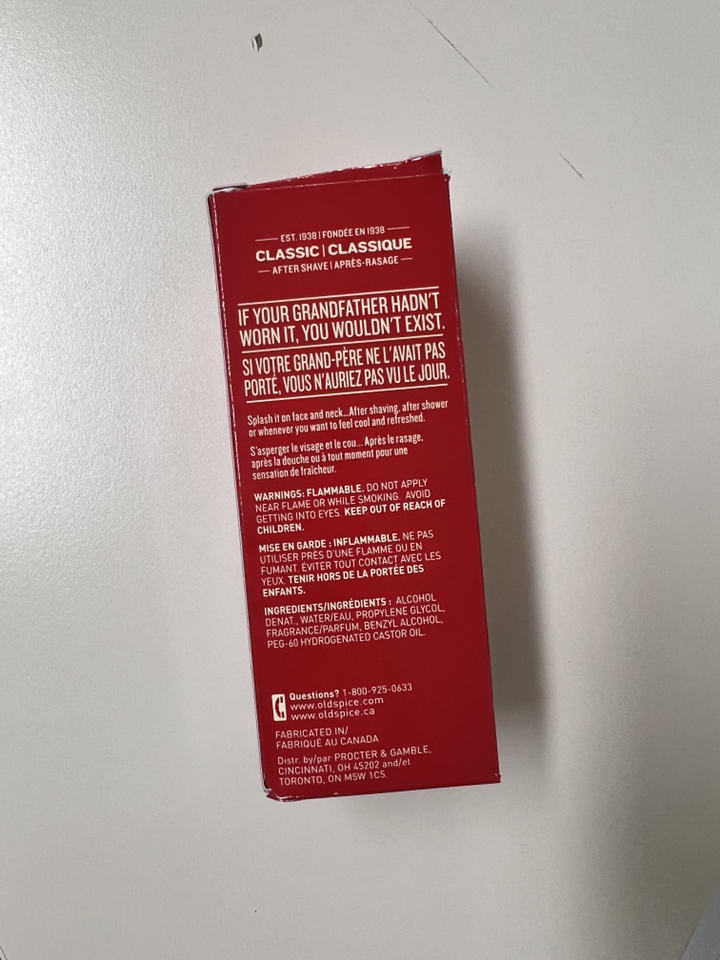 EST. 1938 | FONDÉE EN 1938
CLASSIC | CLASSIQUE
AFTER SHAVE | APRÈS-RASAGE
IF YOUR GRANDFATHER HADN'T
WORN IT, YOU WOULDN'T EXIST.
SI VOTRE GRAND-PÈRE NE L'AVAIT PAS
PORTÉ, VOUS N'AURIEZ PAS VU LE JOUR.
Splash it on face and neck...After shaving, after shower
or whenever you want to feel cool and refreshed.
S'asperger le visage et le cou... Après le rasage,
après la douche ou à tout moment pour une
sensation de fraîcheur.
WARNINGS: FLAMMABLE. DO NOT APPLY
NEAR FLAME OR WHILE SMOKING. AVOID
GETTING INTO EYES. KEEP OUT OF REACH OF
CHILDREN.
MISE EN GARDE : INFLAMMABLE. NE PAS
UTILISER PRÈS D'UNE FLAMME OU EN
FUMANT. ÉVITER TOUT CONTACT AVEC LES
YEUX. TENIR HORS DE LA PORTÉE DES
ENFANTS.
INGREDIENTS/INGRÉDIENTS : ALCOHOL
DENAT., WATER/EAU, PROPYLENE GLYCOL,
FRAGRANCE/PARFUM, BENZYL ALCOHOL,
PEG-60 HYDROGENATED CASTOR OIL.
Questions? 1-800-925-0633
www.oldspice.com
www.oldspice.ca
FABRICATED IN/
FABRIQUÉ AU CANADA
Distr. by/par PROCTER & GAMBLE,
CINCINNATI, OH 45202 and/et
TORONTO, ON M5W 1C5.